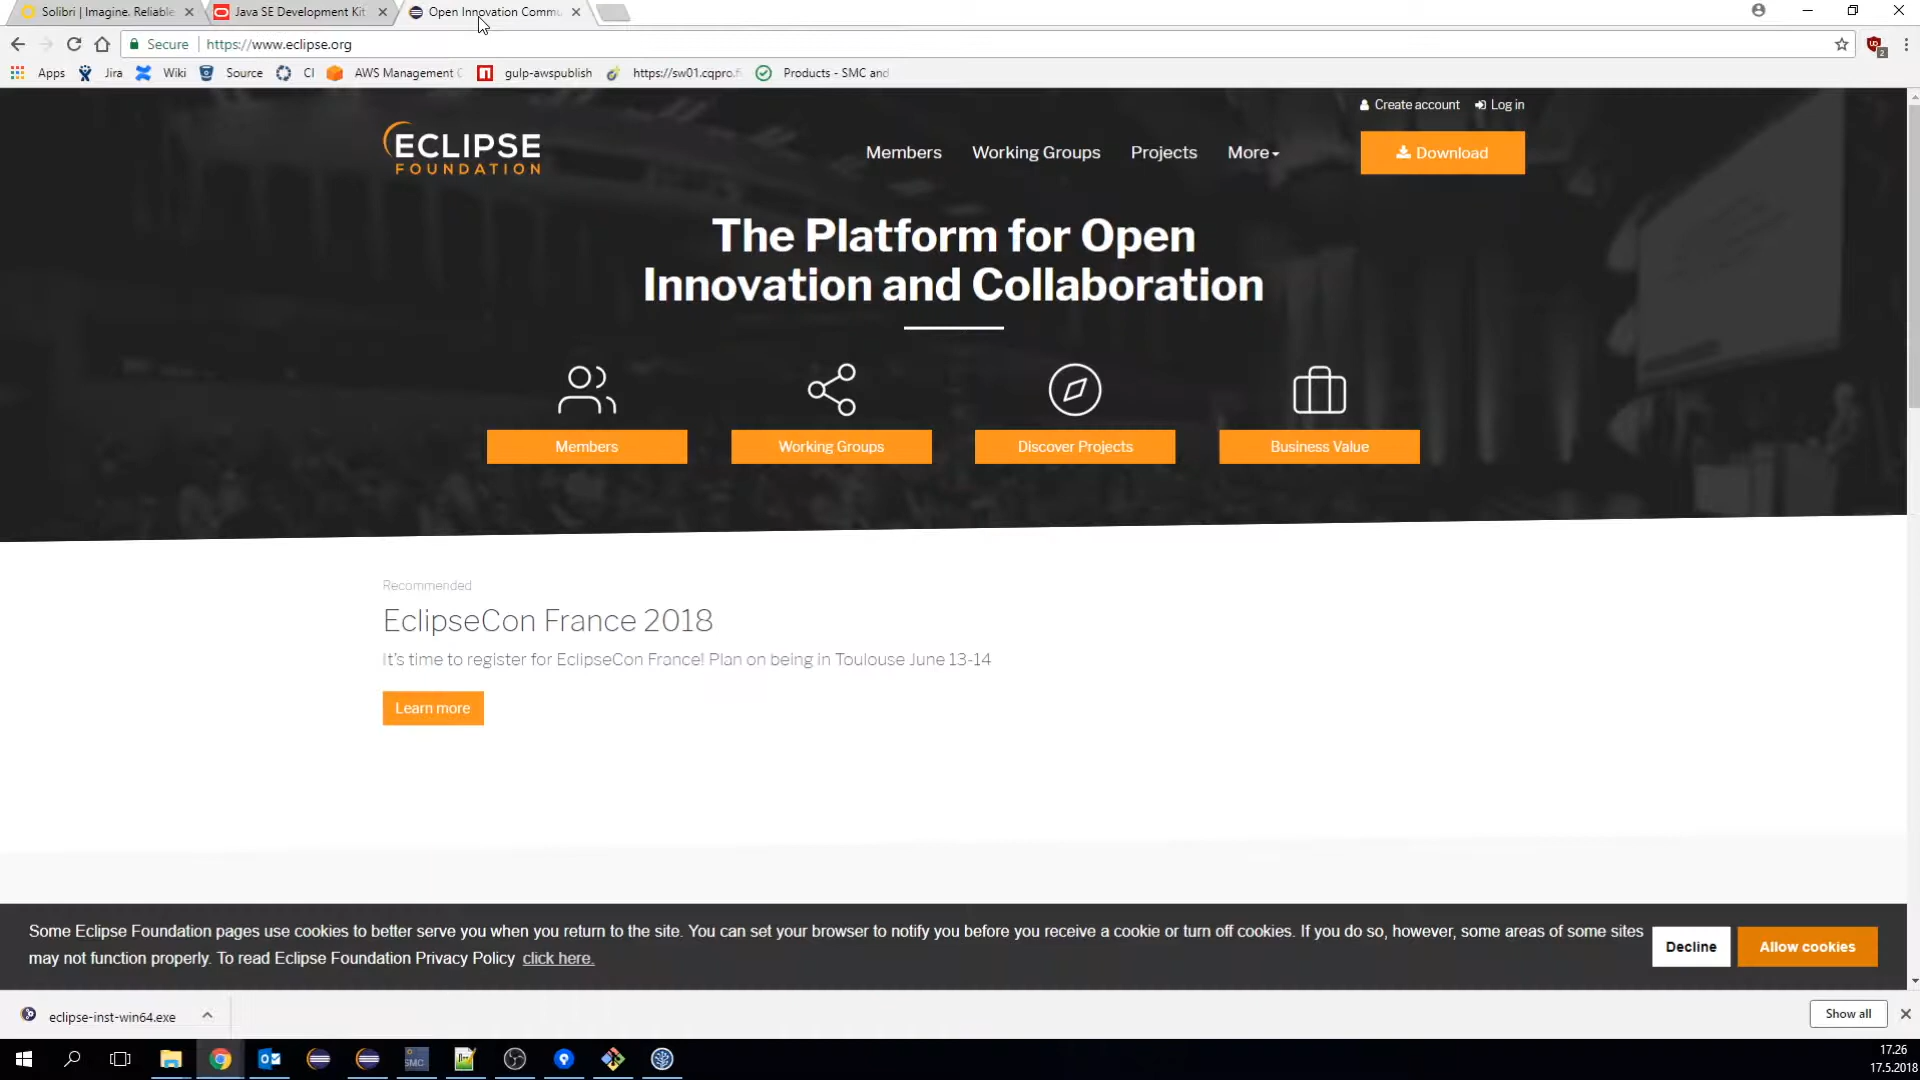 Solibri | Imagine. Reliable
Java SE Development Kit
Open Innovation Commu
Secure
https://www.eclipse.org
Apps
Jira
Wiki
Source
CI
AWS Management C
gulp-awspublish
https://sw01.cqpro.f
Products - SMC and
2
Create account
Log in
ECLIPSE
FOUNDATION
Members
Working Groups
Projects
More
Download
The Platform for Open
Innovation and Collaboration
Members
Working Groups
Discover Projects
Business Value
Recommended
EclipseCon France 2018
It's time to register for EclipseCon France! Plan on being in Toulouse June 13-14
Learn more
Some Eclipse Foundation pages use cookies to better serve you when you return to the site. You can set your browser to notify you before you receive a cookie or turn off cookies. If you do so, however, some areas of some sites
may not function properly. To read Eclipse Foundation Privacy Policy click here.
Decline
Allow cookies
eclipse-inst-win64.exe
Show all
SMC
17.26
17.5.2018